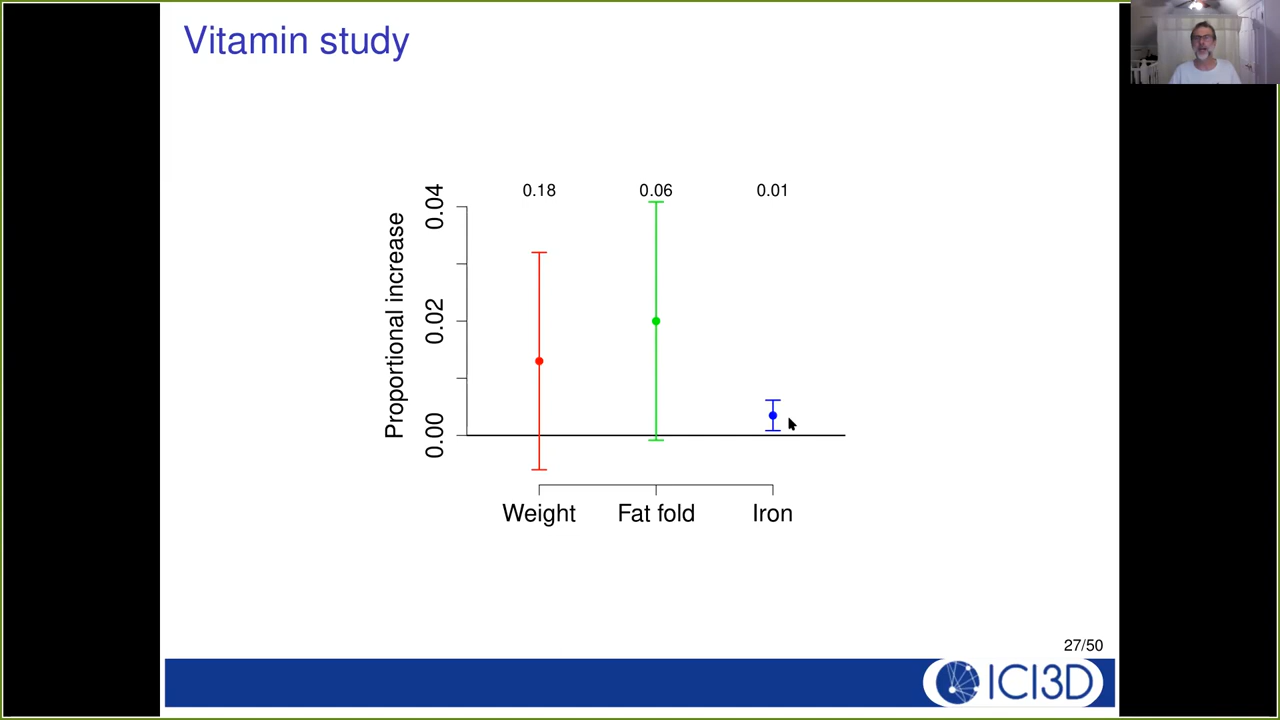 Vitamin study
0.18 0.06 0.01
Proportional increase
0.04
0.02
0.00
Weight Fat fold Iron
27/50
ICI3D